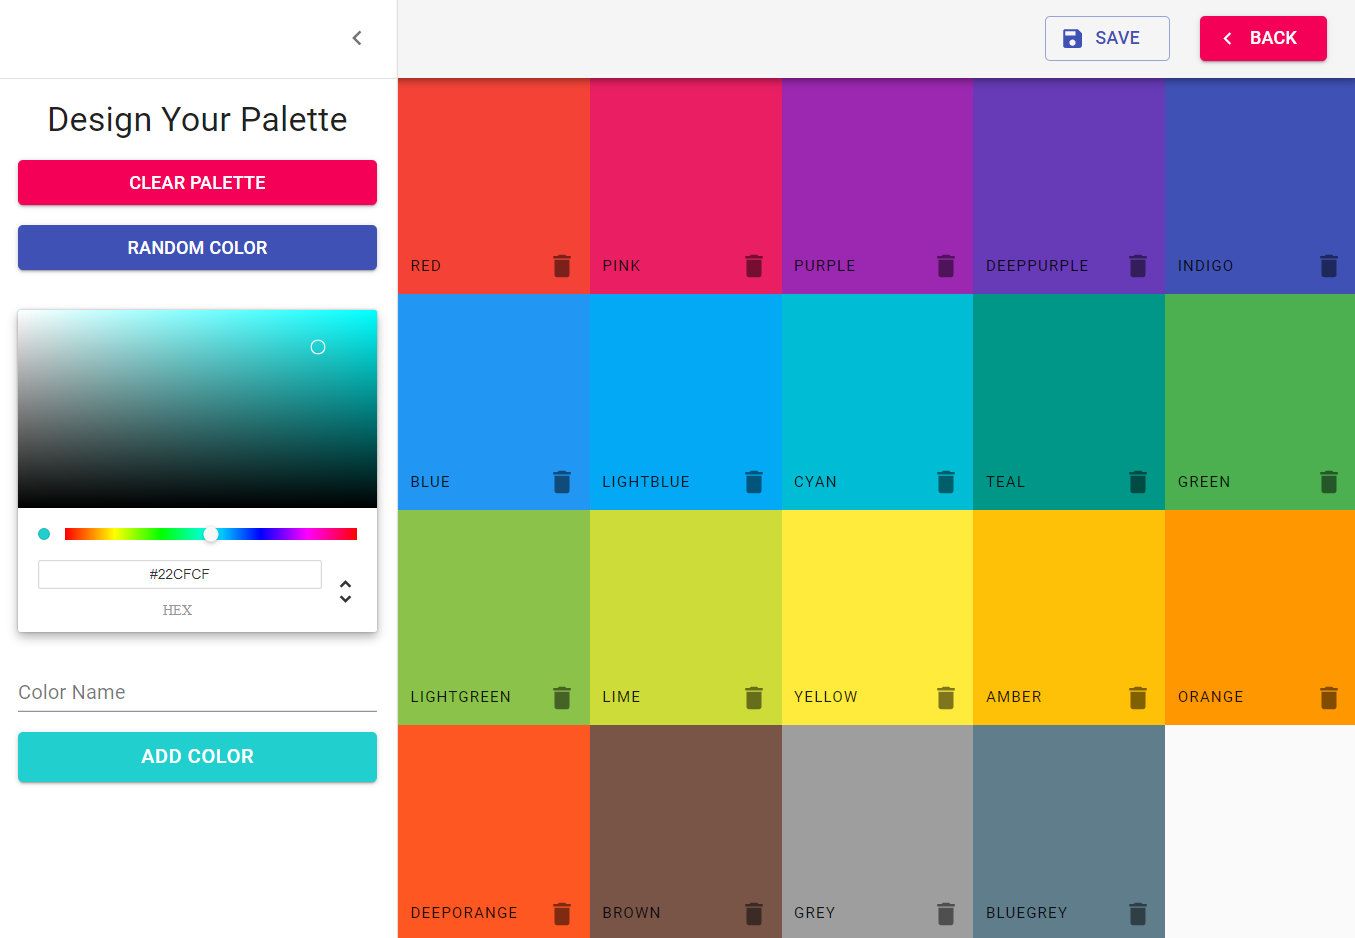 SAVE
BACK
Design Your Palette
CLEAR PALETTE
RANDOM COLOR
#22CFCF
HEX
Color Name
ADD COLOR
RED
PINK
PURPLE
DEEPPURPLE
INDIGO
BLUE
LIGHTBLUE
CYAN
TEAL
GREEN
LIGHTGREEN
LIME
YELLOW
AMBER
ORANGE
DEEPORANGE
BROWN
GREY
BLUEGREY